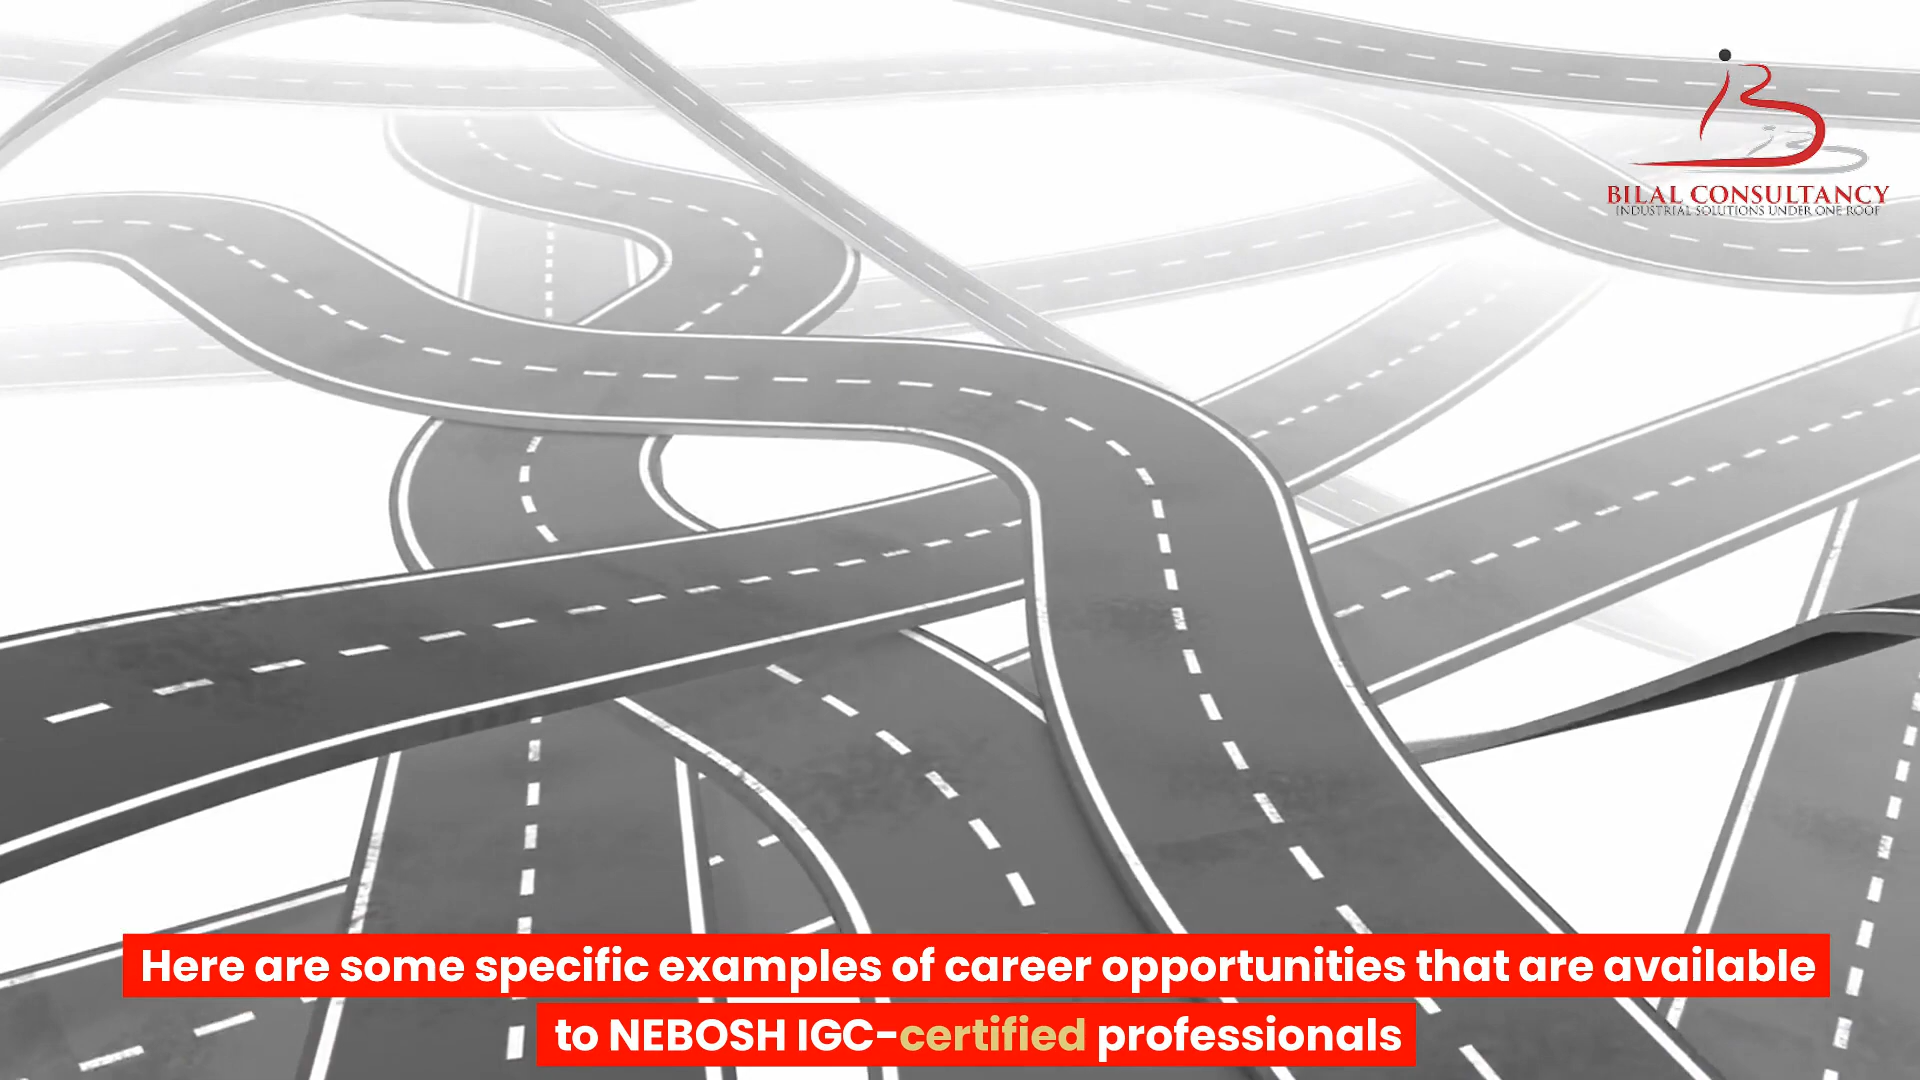 BILAL CONSULTANCY
INDUSTRIAL SOLUTIONS UNDER ONE ROOF
Here are some specific examples of career opportunities that are available
to NEBOSH IGC-certified professionals